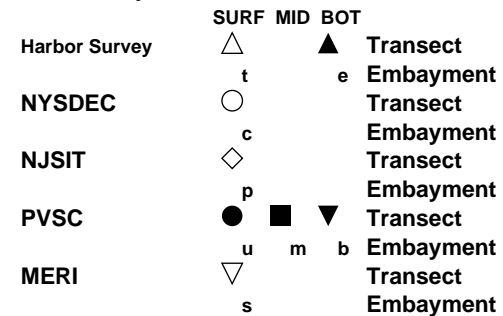 SURF MID BOT
Harbor Survey △ ▲ Transect
t e Embayment
NYSDEC ○ Transect
c Embayment
NJSIT ◇ Transect
p Embayment
PVSC ● ■ ▼ Transect
u m b Embayment
MERI ▽ Transect
s Embayment